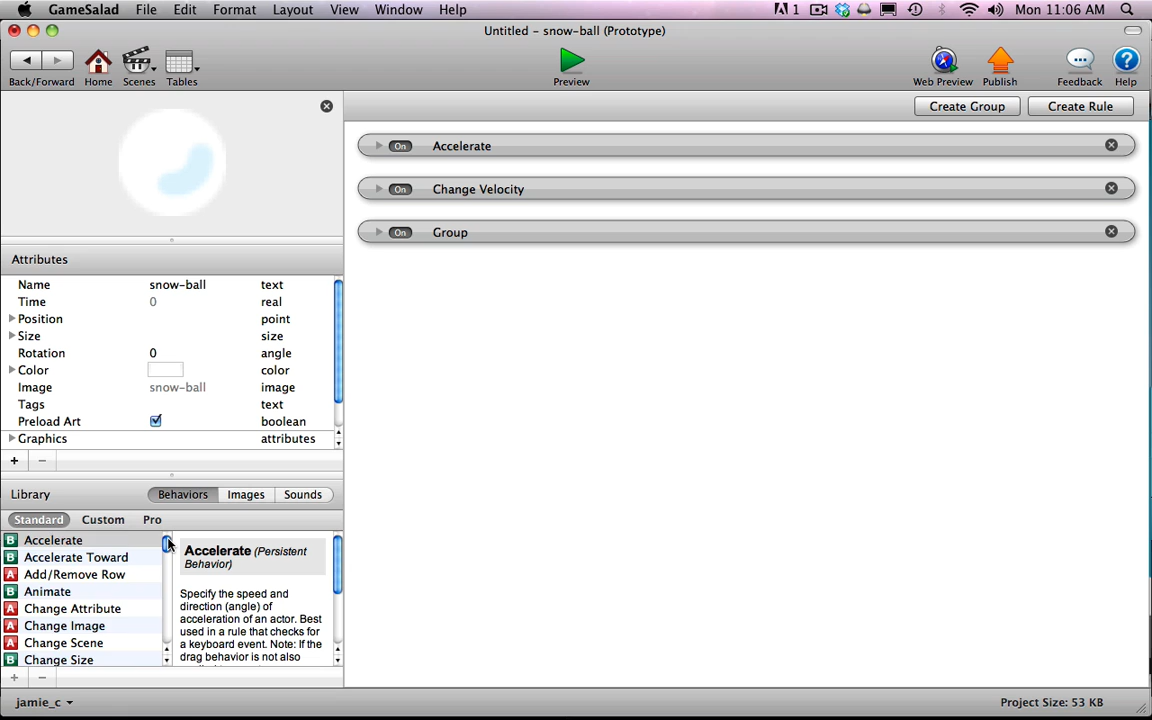 GameSalad File Edit Format Layout View Window Help
1 Mon 11:06 AM
Untitled – snow-ball (Prototype)
Back/Forward Home Scenes Tables Preview Web Preview Publish Feedback Help
Create Group Create Rule
On Accelerate
On Change Velocity
On Group
Attributes
Name snow-ball text
Time 0 real
Position point
Size size
Rotation 0 angle
Color color
Image snow-ball image
Tags text
Preload Art boolean
Graphics attributes
+ −
Library Behaviors Images Sounds
Standard Custom Pro
B Accelerate
B Accelerate Toward
A Add/Remove Row
B Animate
A Change Attribute
A Change Image
A Change Scene
B Change Size
Accelerate (Persistent
Behavior)
Specify the speed and
direction (angle) of
acceleration of an actor. Best
used in a rule that checks for
a keyboard event. Note: If the
drag behavior is not also
+ −
jamie_c
Project Size: 53 KB